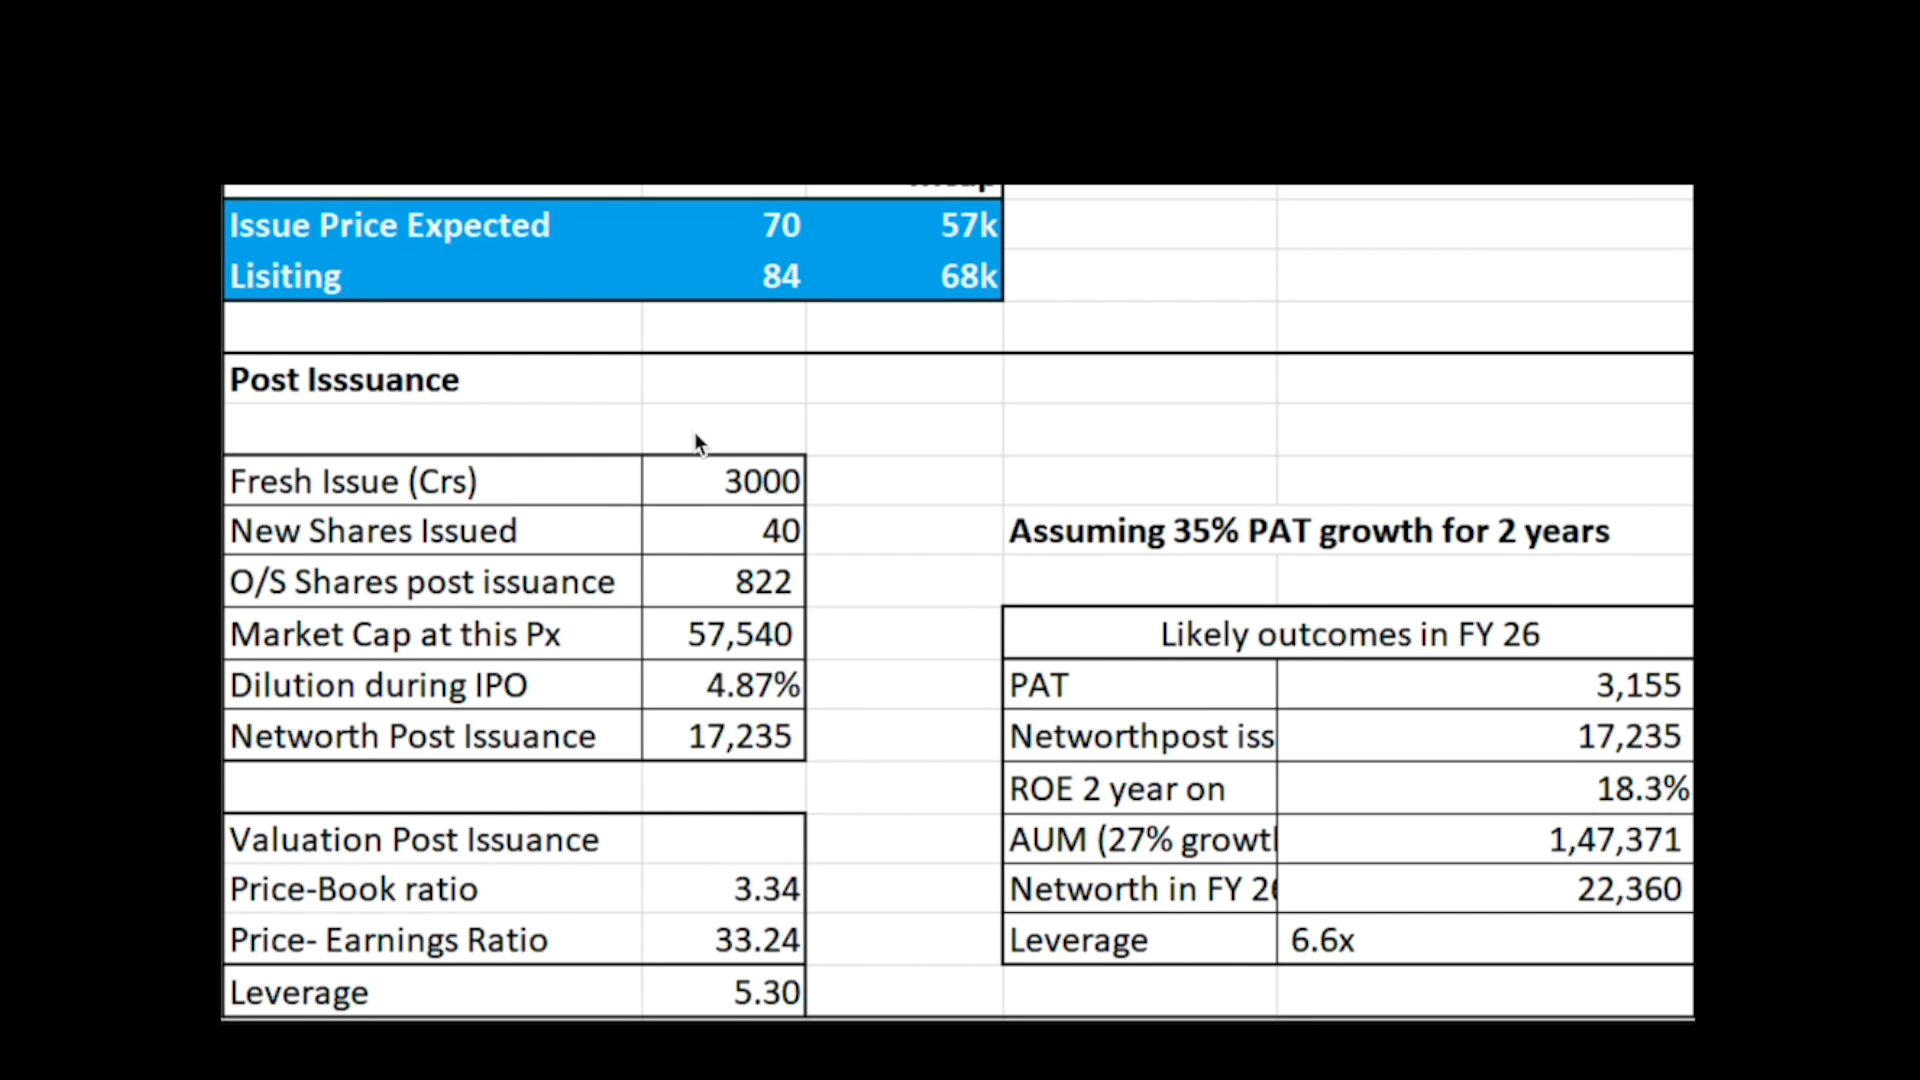 Issue Price Expected 70 57k
Lisiting 84 68k
Post Isssuance
Fresh Issue (Crs) 3000
New Shares Issued 40
Assuming 35% PAT growth for 2 years
O/S Shares post issuance 822
Market Cap at this Px 57,540
Likely outcomes in FY 26
Dilution during IPO 4.87%
PAT 3,155
Networth Post Issuance 17,235
Networthpost iss 17,235
ROE 2 year on 18.3%
Valuation Post Issuance
AUM (27% growth 1,47,371
Price-Book ratio 3.34
Networth in FY 26 22,360
Price- Earnings Ratio 33.24
Leverage 6.6x
Leverage 5.30